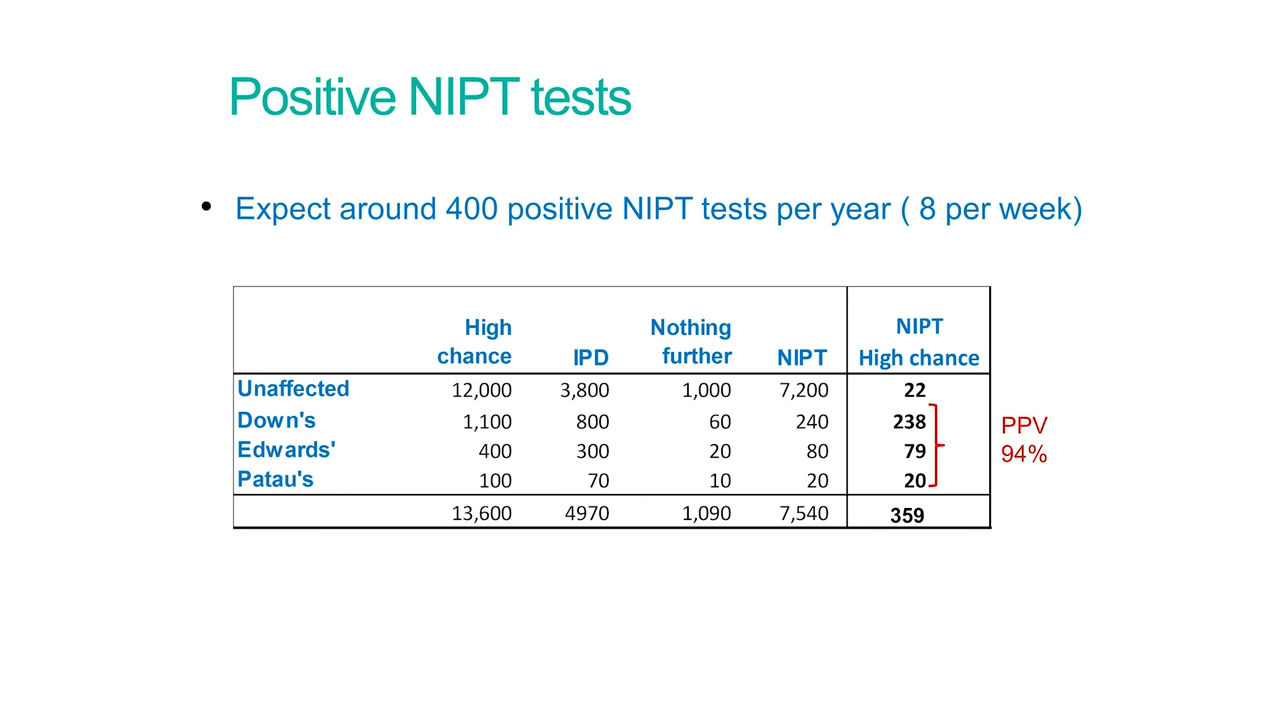 Positive NIPT tests
• Expect around 400 positive NIPT tests per year ( 8 per week)
High chance IPD Nothing further NIPT NIPT High chance
Unaffected 12,000 3,800 1,000 7,200 22
Down's 1,100 800 60 240 238
Edwards' 400 300 20 80 79
Patau's 100 70 10 20 20
13,600 4970 1,090 7,540 359
PPV
94%